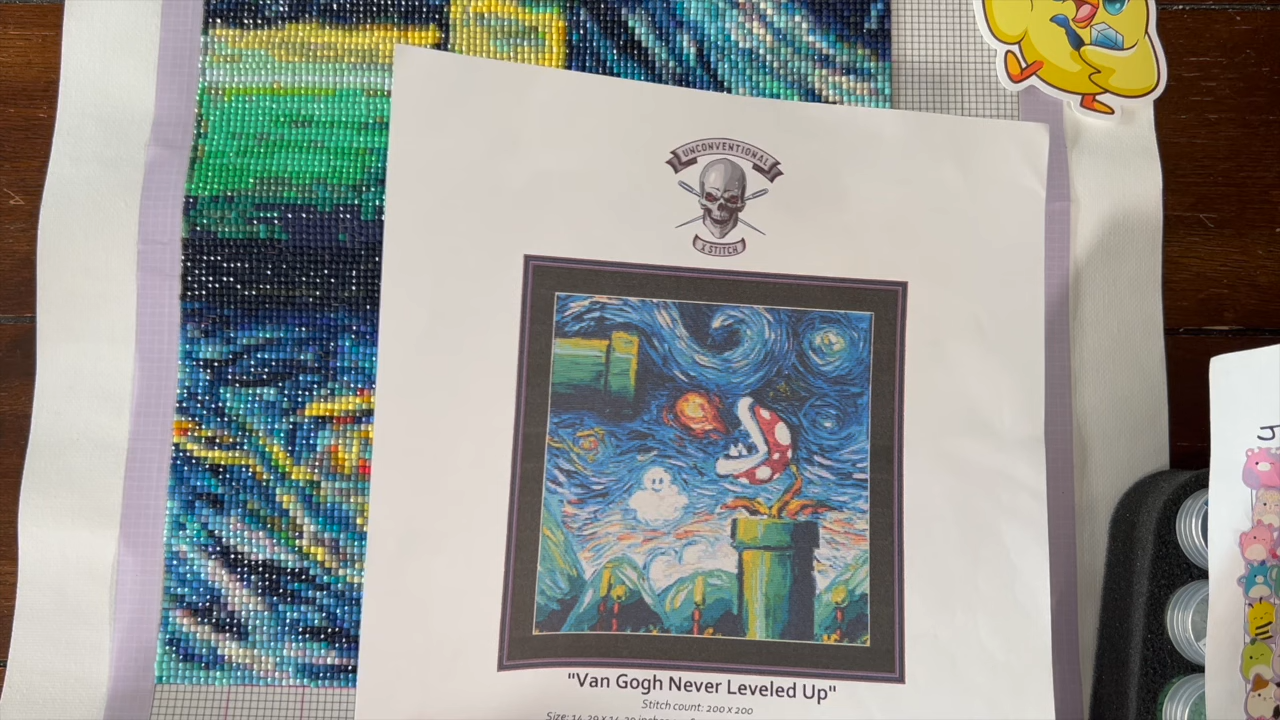 UNCONVENTIONAL
X STITCH
"Van Gogh Never Leveled Up"
Stitch count: 200 x 200